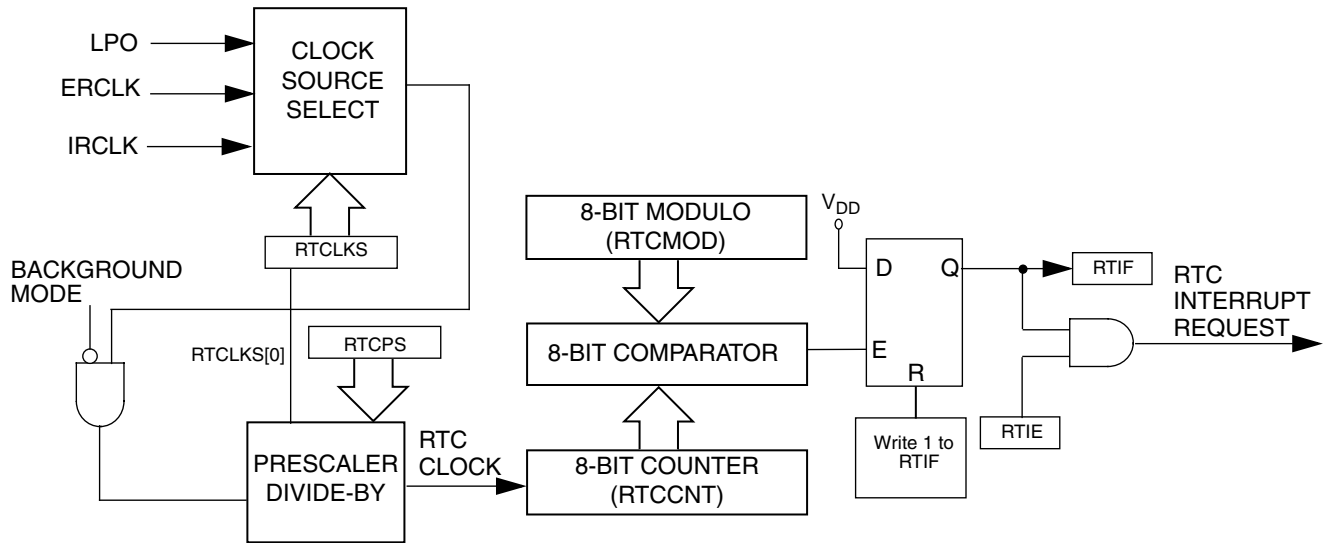 LPO
ERCLK
IRCLK
CLOCK
SOURCE
SELECT
RTCLKS
BACKGROUND
MODE
RTCLKS[0]
RTCPS
PRESCALER
DIVIDE-BY
RTC
CLOCK
8-BIT MODULO
(RTCMOD)
8-BIT COMPARATOR
8-BIT COUNTER
(RTCCNT)
VDD
D
Q
E
R
Write 1 to
RTIF
RTIF
RTIE
RTC
INTERRUPT
REQUEST